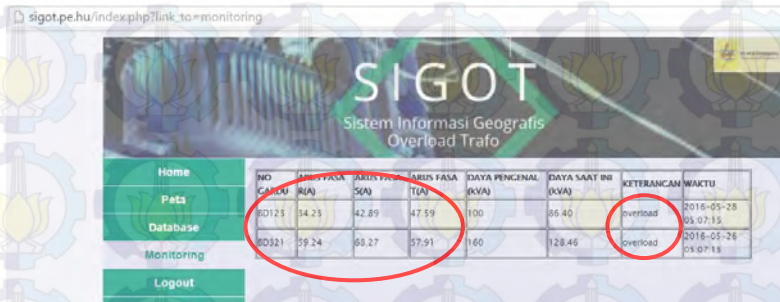 sigot.pe.hu/index.php?link_to=monitoring
SIGOT
Sistem Informasi Geografis
Overload Trafo
Home
Peta
Database
Monitoring
Logout
NO GARDU ARUS FASA R(A) ARUS FASA S(A) ARUS FASA T(A) DAYA PENGENAL (kVA) DAYA SAAT INI (kVA) KETERANGAN WAKTU
BD123 34.23 42.89 47.59 100 86.40 overload 2016-05-28 05:07:15
BD321 59.24 68.27 57.91 160 128.46 overload 2016-05-26 05:07:15